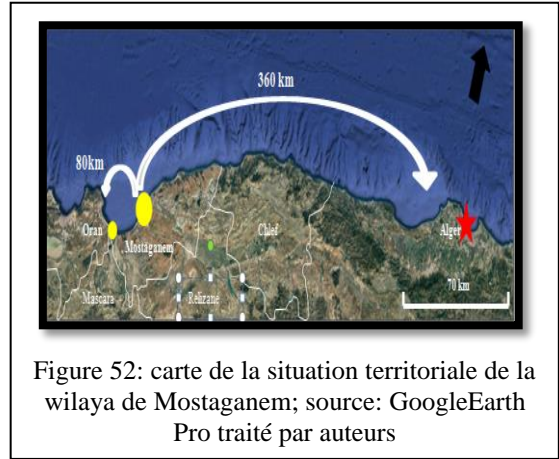 360 km
80km
Oran
Mostaganem
Chlef
Alger
Mascara
Relizane
70 km
Figure 52: carte de la situation territoriale de la
wilaya de Mostaganem; source: GoogleEarth
Pro traité par auteurs